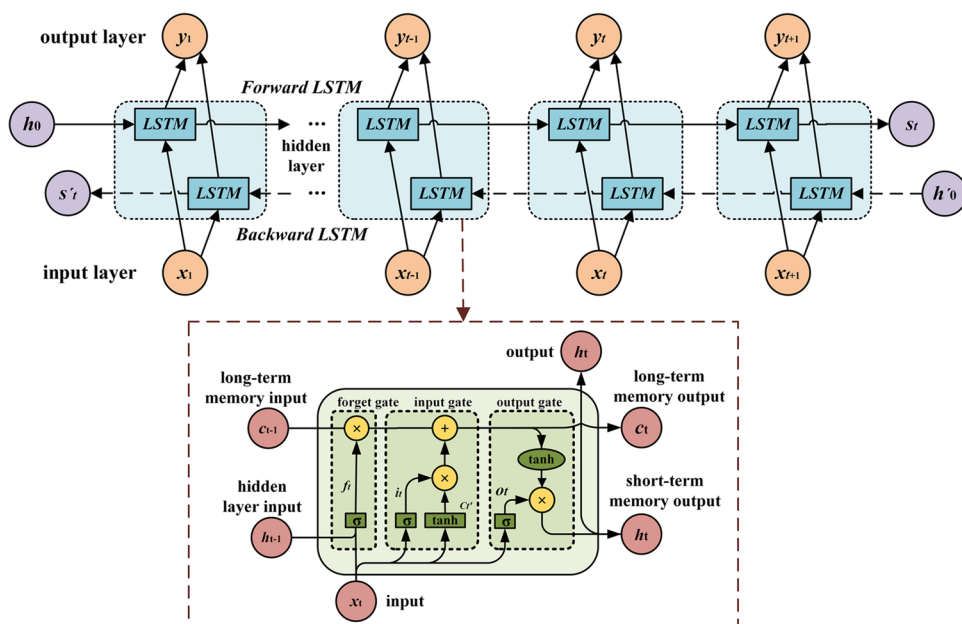 output layer y1 yt-1 yt yt+1
Forward LSTM
h0 LSTM ... LSTM LSTM LSTM st
hidden
layer
s't LSTM ... LSTM LSTM LSTM h'0
Backward LSTM
input layer x1 xt-1 xt xt+1
output ht
long-term
memory input
long-term
memory output
forget gate input gate output gate
ct-1 × + ct
tanh
hidden
layer input
short-term
memory output
ft it × Ot ×
Ct'
ht-1 σ σ tanh σ ht
xt input